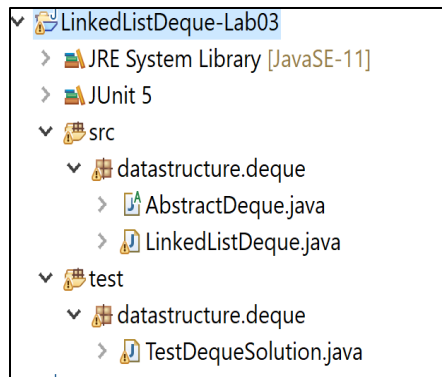 LinkedListDeque-Lab03
JRE System Library [JavaSE-11]
JUnit 5
src
datastructure.deque
AbstractDeque.java
LinkedListDeque.java
test
datastructure.deque
TestDequeSolution.java